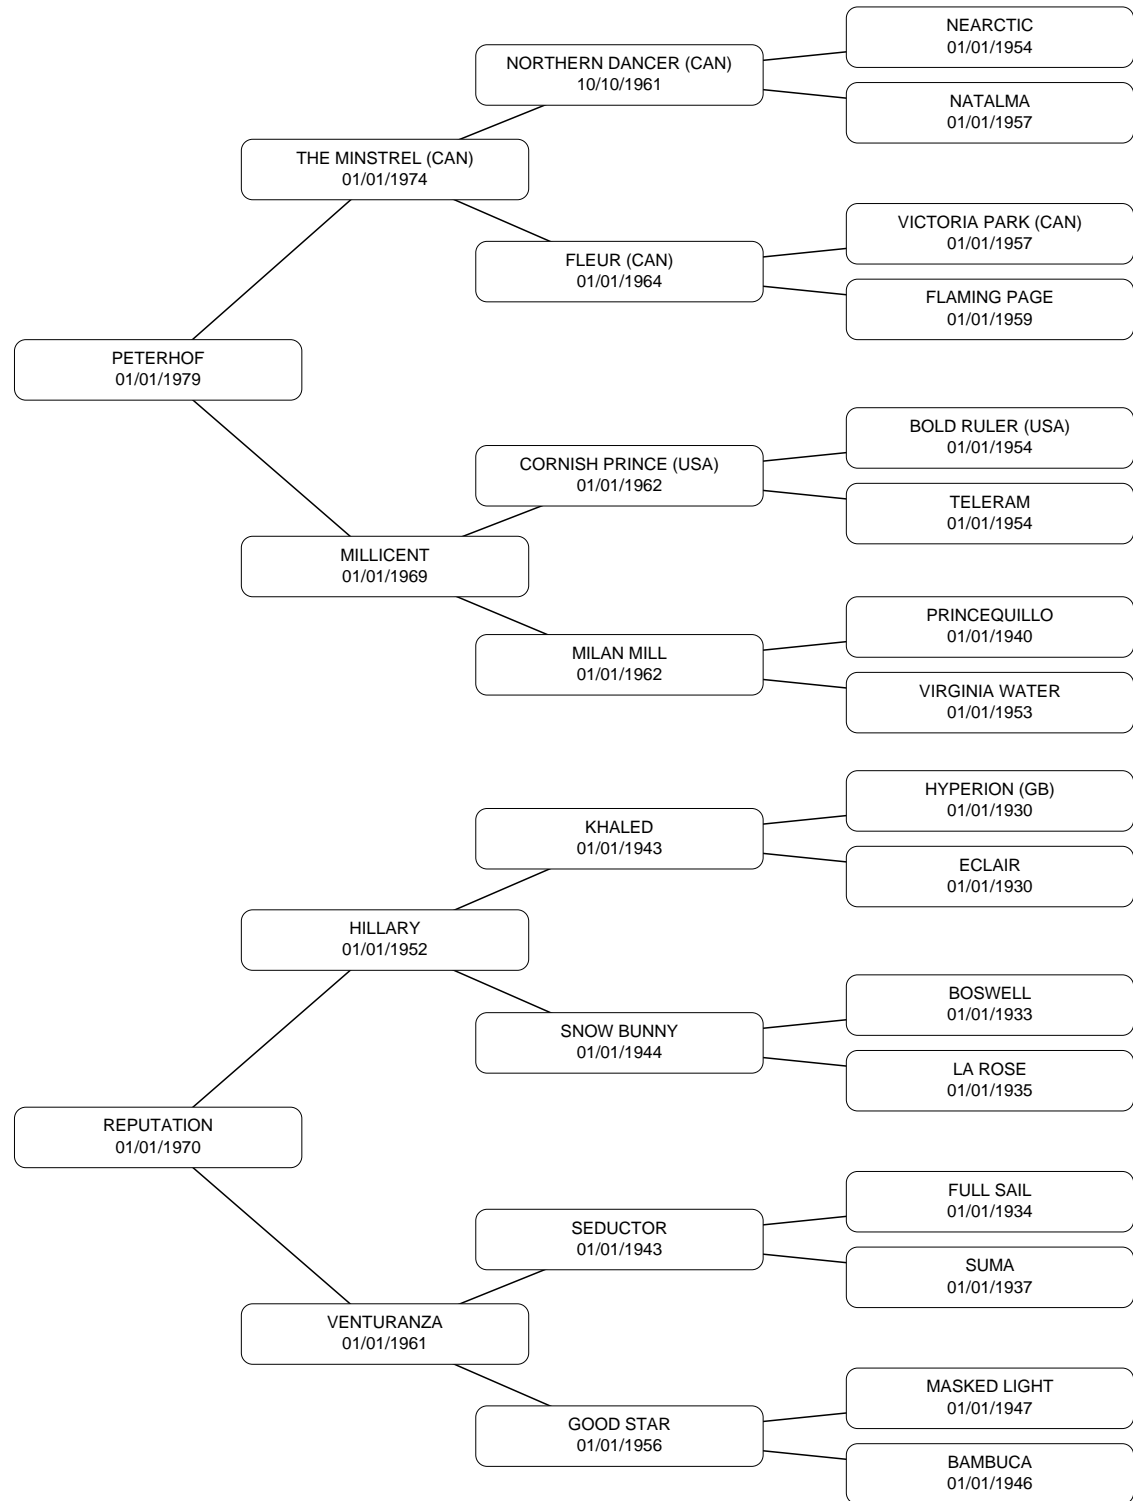 NEARCTIC
01/01/1954
NORTHERN DANCER (CAN)
10/10/1961
NATALMA
01/01/1957
THE MINSTREL (CAN)
01/01/1974
VICTORIA PARK (CAN)
01/01/1957
FLEUR (CAN)
01/01/1964
FLAMING PAGE
01/01/1959
PETERHOF
01/01/1979
BOLD RULER (USA)
01/01/1954
CORNISH PRINCE (USA)
01/01/1962
TELERAM
01/01/1954
MILLICENT
01/01/1969
PRINCEQUILLO
01/01/1940
MILAN MILL
01/01/1962
VIRGINIA WATER
01/01/1953
HYPERION (GB)
01/01/1930
KHALED
01/01/1943
ECLAIR
01/01/1930
HILLARY
01/01/1952
BOSWELL
01/01/1933
SNOW BUNNY
01/01/1944
LA ROSE
01/01/1935
REPUTATION
01/01/1970
FULL SAIL
01/01/1934
SEDUCTOR
01/01/1943
SUMA
01/01/1937
VENTURANZA
01/01/1961
MASKED LIGHT
01/01/1947
GOOD STAR
01/01/1956
BAMBUCA
01/01/1946